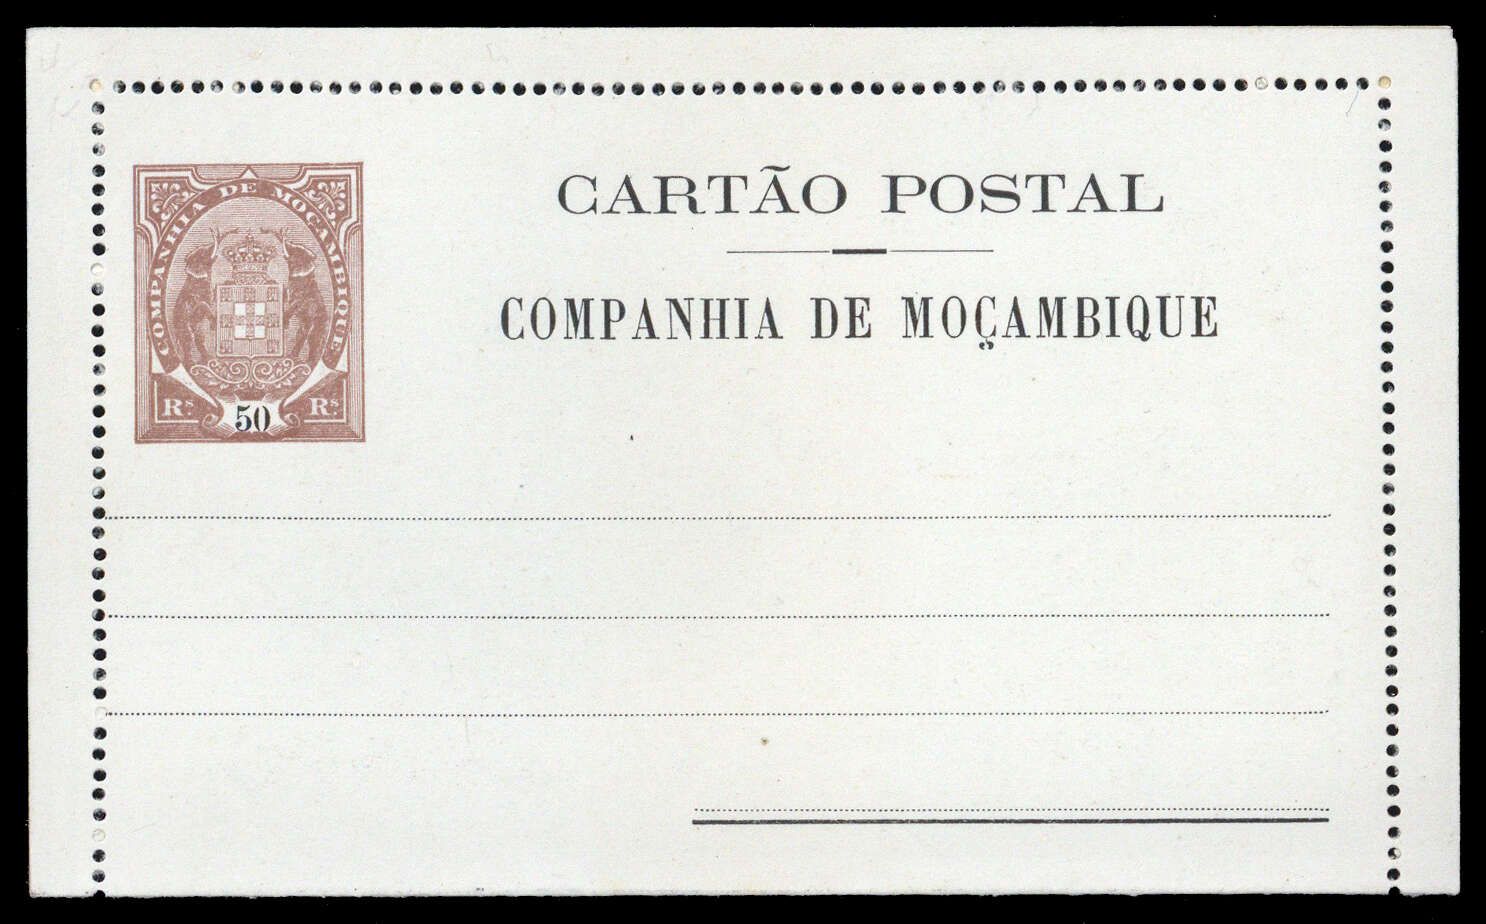 COMPANHIA DE MOÇAMBIQUE
Rs. 50 Rs.
CARTÃO POSTAL
COMPANHIA DE MOÇAMBIQUE